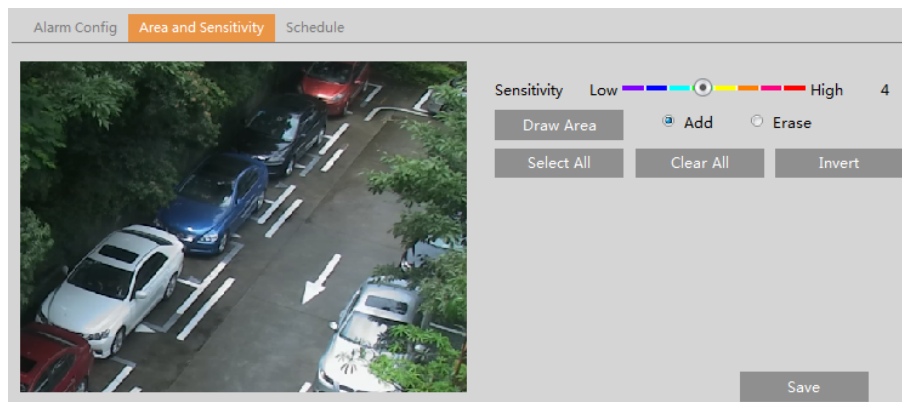 Alarm Config Area and Sensitivity Schedule
Sensitivity Low High 4
Draw Area Add Erase
Select All Clear All Invert
Save